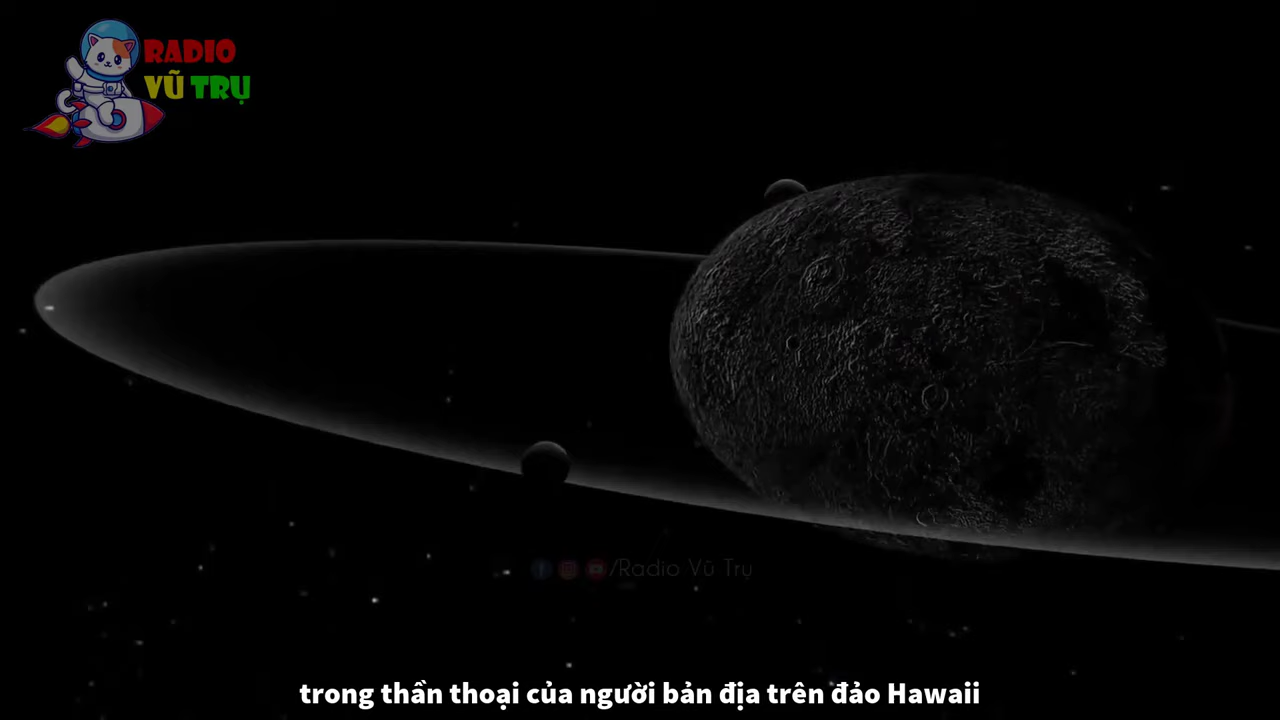 RADIO
VŨ TRỤ
/Radio Vũ Trụ
trong thần thoại của người bản địa trên đảo Hawaii